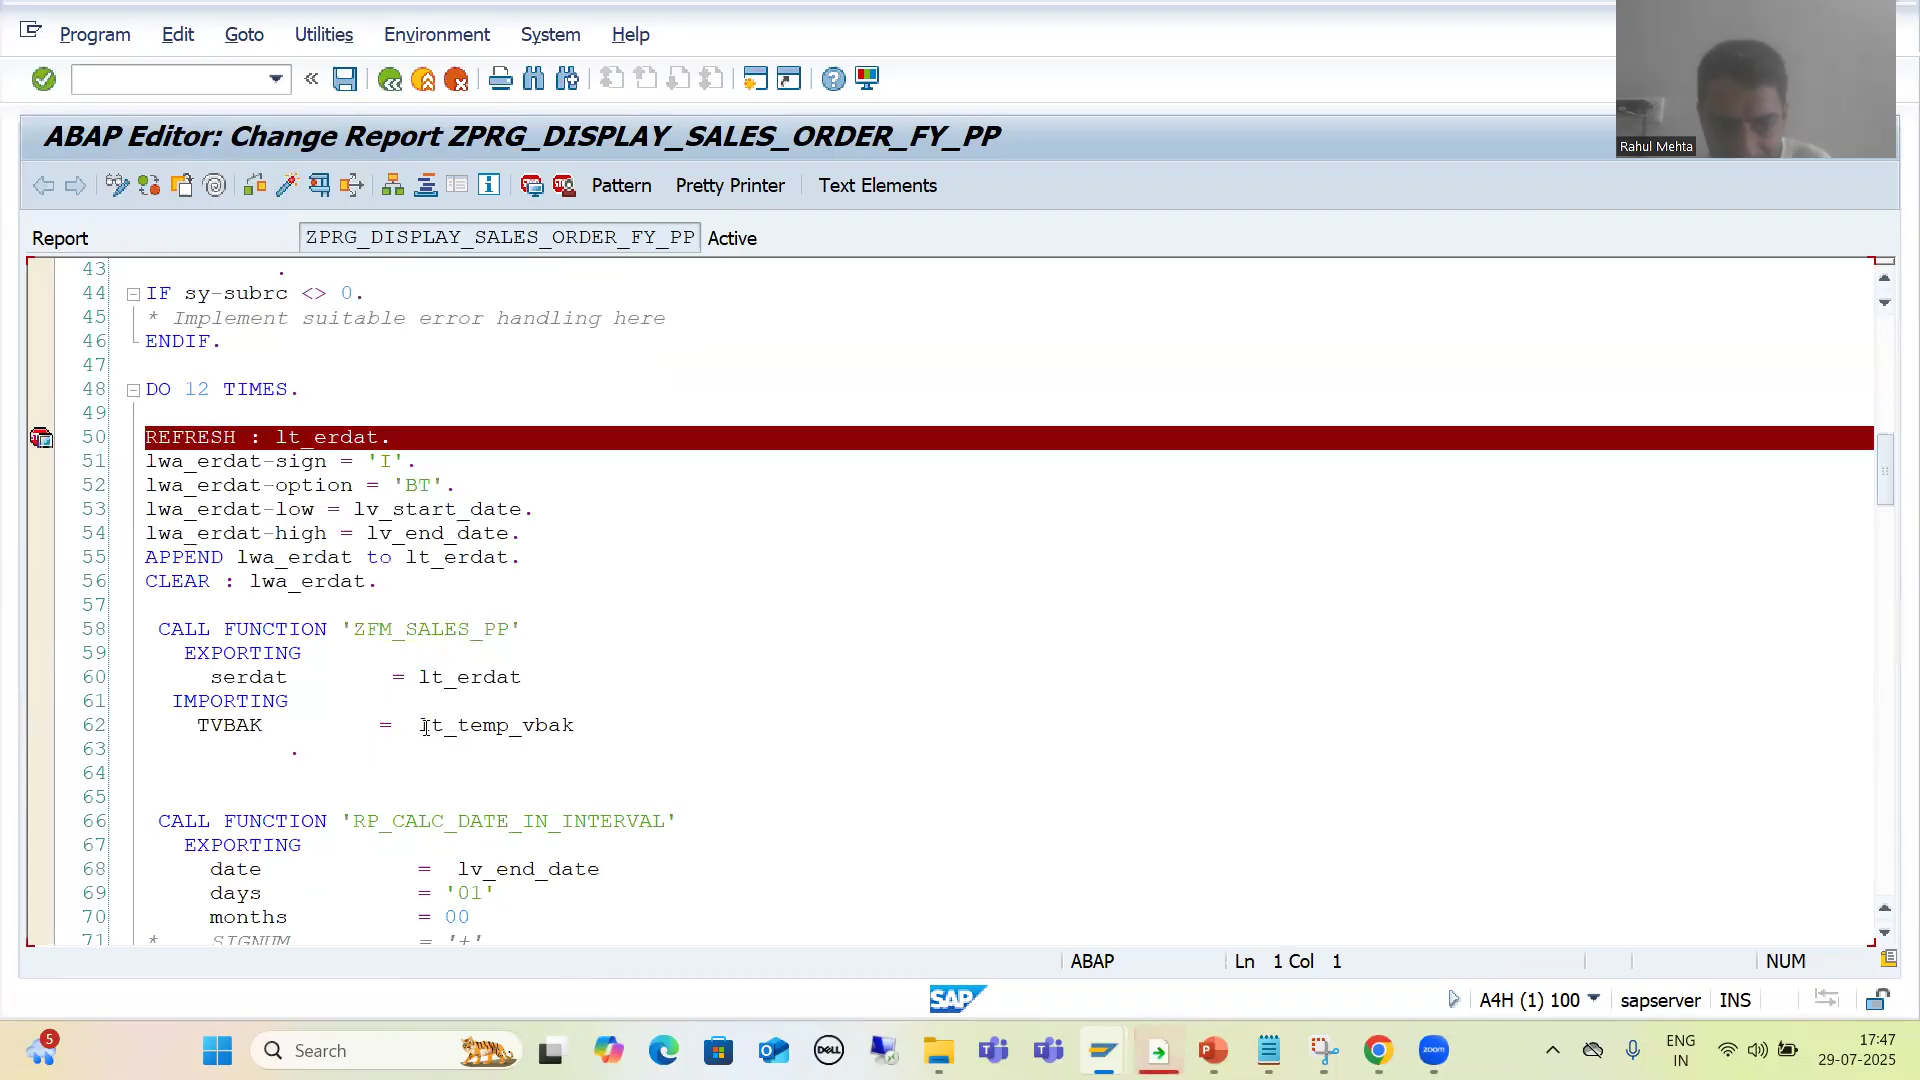 Program Edit Goto Utilities Environment System Help
Rahul Mehta
ABAP Editor: Change Report ZPRG_DISPLAY_SALES_ORDER_FY_PP
Pattern Pretty Printer Text Elements
Report ZPRG_DISPLAY_SALES_ORDER_FY_PP Active
43 .
44 IF sy-subrc <> 0.
45 * Implement suitable error handling here
46 ENDIF.
47
48 DO 12 TIMES.
49
50 REFRESH : lt_erdat.
51 lwa_erdat-sign = 'I'.
52 lwa_erdat-option = 'BT'.
53 lwa_erdat-low = lv_start_date.
54 lwa_erdat-high = lv_end_date.
55 APPEND lwa_erdat to lt_erdat.
56 CLEAR : lwa_erdat.
57
58 CALL FUNCTION 'ZFM_SALES_PP'
59 EXPORTING
60 serdat = lt_erdat
61 IMPORTING
62 TVBAK = lt_temp_vbak
63 .
64
65
66 CALL FUNCTION 'RP_CALC_DATE_IN_INTERVAL'
67 EXPORTING
68 date = lv_end_date
69 days = '01'
70 months = 00
71 * SIGNUM = '+'
ABAP Ln 1 Col 1 NUM
SAP A4H (1) 100 sapserver INS
5 Search DELL zoom ENG IN 17:47 29-07-2025